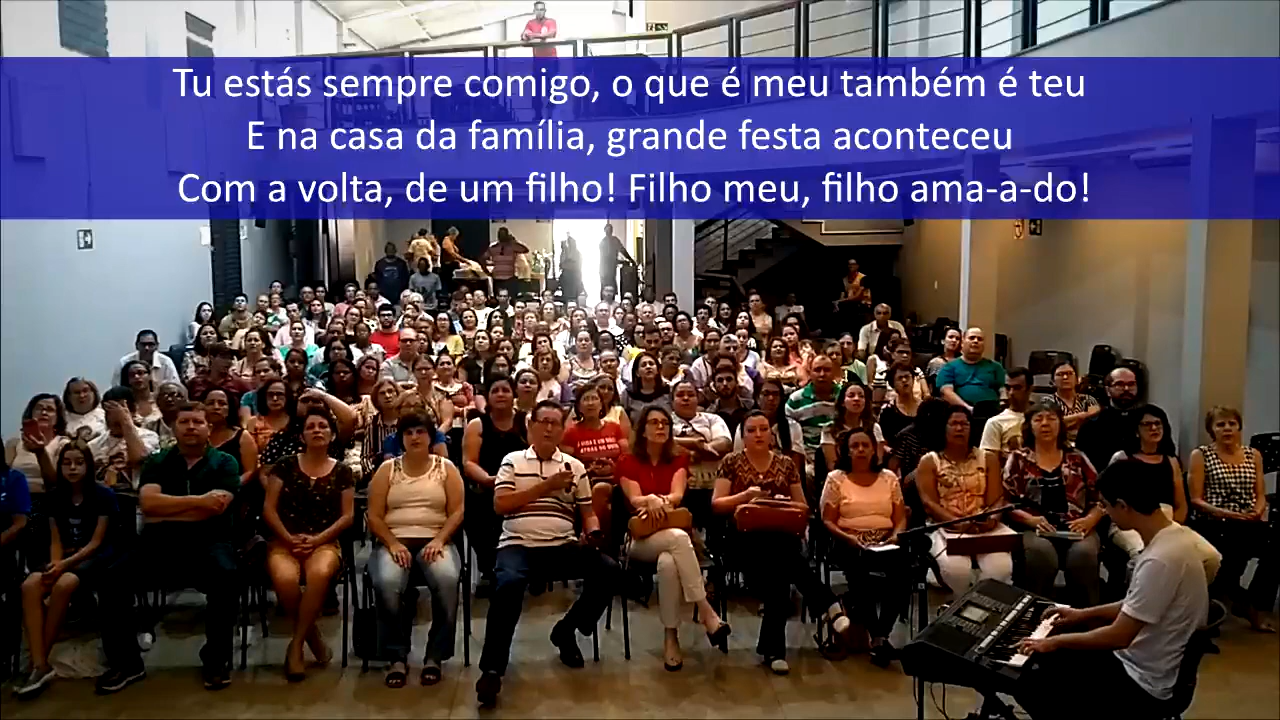 Tu estás sempre comigo, o que é meu também é teu
E na casa da família, grande festa aconteceu
Com a volta, de um filho! Filho meu, filho ama-a-do!